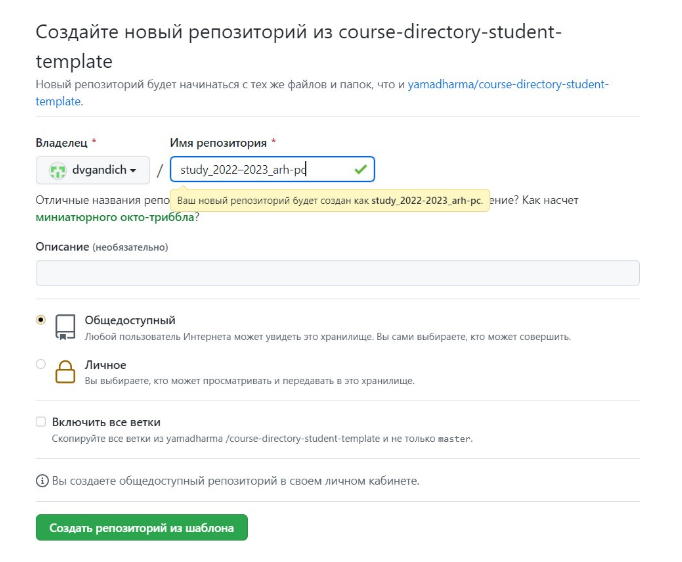 Создайте новый репозиторий из course-directory-student-
template
Новый репозиторий будет начинаться с тех же файлов и папок, что и yamadharma/course-directory-student-
template.
Владелец * Имя репозитория *
dvgandich / study_2022–2023_arh-pc
Отличные названия репо ение? Как насчет
Ваш новый репозиторий будет создан как study_2022-2023_arh-pc.
миниатюрного окто-триббла?
Описание (необязательно)
Общедоступный
Любой пользователь Интернета может увидеть это хранилище. Вы сами выбираете, кто может совершить.
Личное
Вы выбираете, кто может просматривать и передавать в это хранилище.
Включить все ветки
Скопируйте все ветки из yamadharma /course-directory-student-template и не только master.
Вы создаете общедоступный репозиторий в своем личном кабинете.
Создать репозиторий из шаблона